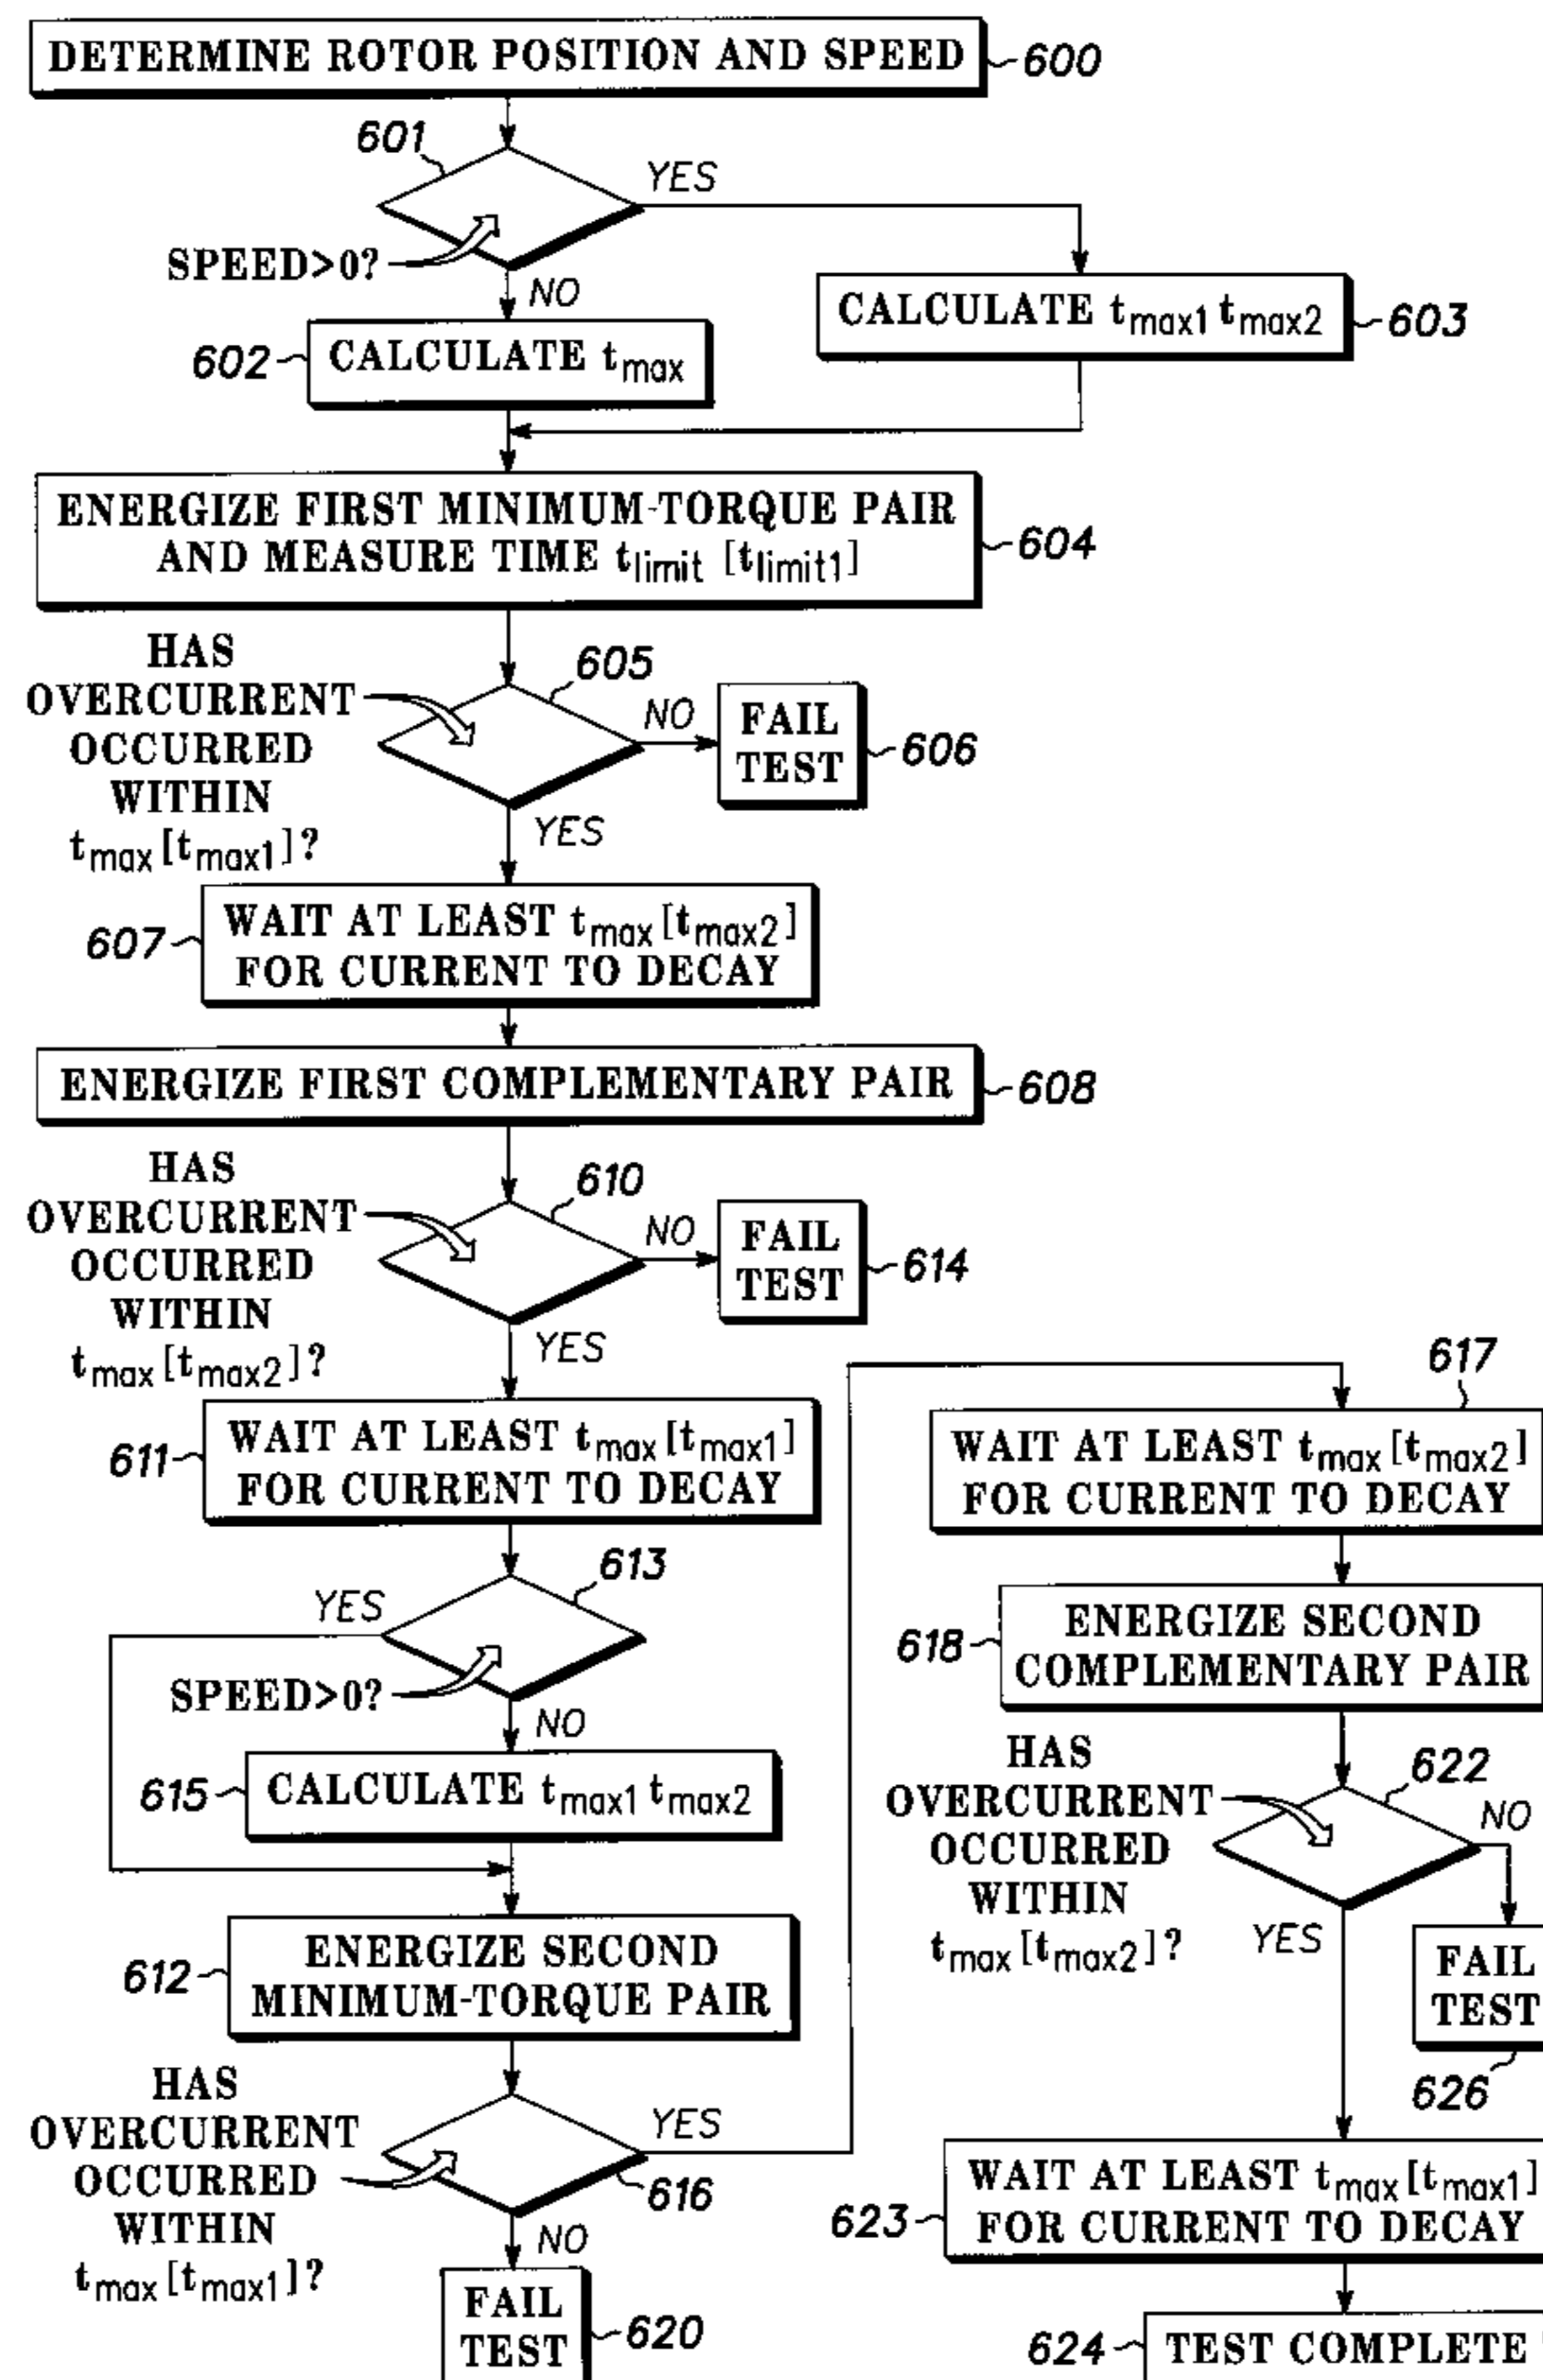 DETERMINE ROTOR POSITION AND SPEED
600
601
YES
SPEED>0?
NO
CALCULATE tmax1 tmax2
603
602
CALCULATE tmax
ENERGIZE FIRST MINIMUM-TORQUE PAIR
AND MEASURE TIME tlimit [tlimit1]
604
HAS
OVERCURRENT
OCCURRED
WITHIN
tmax[tmax1]?
605
NO
FAIL
TEST
606
YES
607
WAIT AT LEAST tmax[tmax2]
FOR CURRENT TO DECAY
ENERGIZE FIRST COMPLEMENTARY PAIR
608
HAS
OVERCURRENT
OCCURRED
WITHIN
tmax[tmax2]?
610
NO
FAIL
TEST
614
YES
611
WAIT AT LEAST tmax[tmax1]
FOR CURRENT TO DECAY
613
YES
SPEED>0?
NO
615
CALCULATE tmax1 tmax2
612
ENERGIZE SECOND
MINIMUM-TORQUE PAIR
HAS
OVERCURRENT
OCCURRED
WITHIN
tmax[tmax1]?
YES
616
NO
FAIL
TEST
620
617
WAIT AT LEAST tmax[tmax2]
FOR CURRENT TO DECAY
618
ENERGIZE SECOND
COMPLEMENTARY PAIR
HAS
OVERCURRENT
OCCURRED
WITHIN
tmax[tmax2]?
622
NO
YES
FAIL
TEST
626
623
WAIT AT LEAST tmax[tmax1]
FOR CURRENT TO DECAY
624
TEST COMPLETE